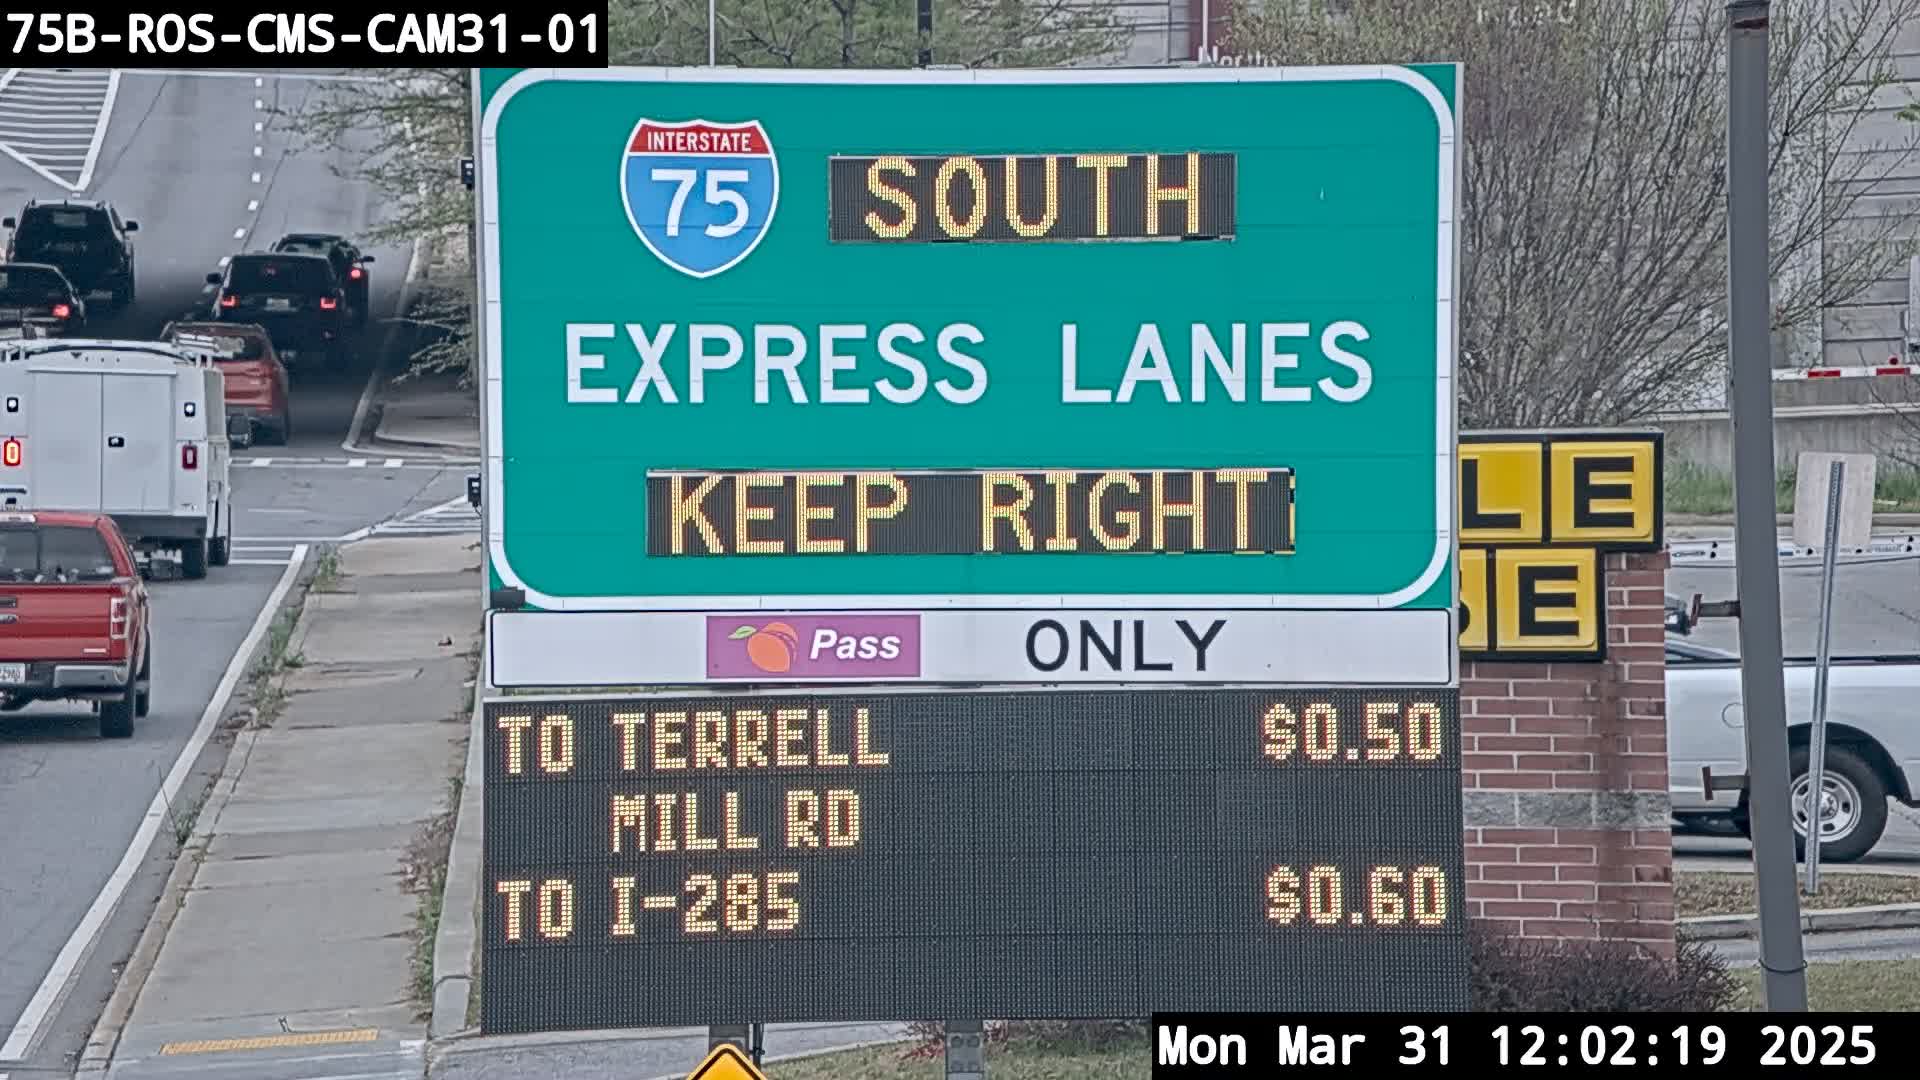 75B-ROS-CMS-CAM31-01
INTERSTATE
75
SOUTH
EXPRESS LANES
KEEP RIGHT
Pass ONLY
TO TERRELL $0.50
MILL RD
TO I-285 $0.60
LE
E
Mon Mar 31 12:02:19 2025